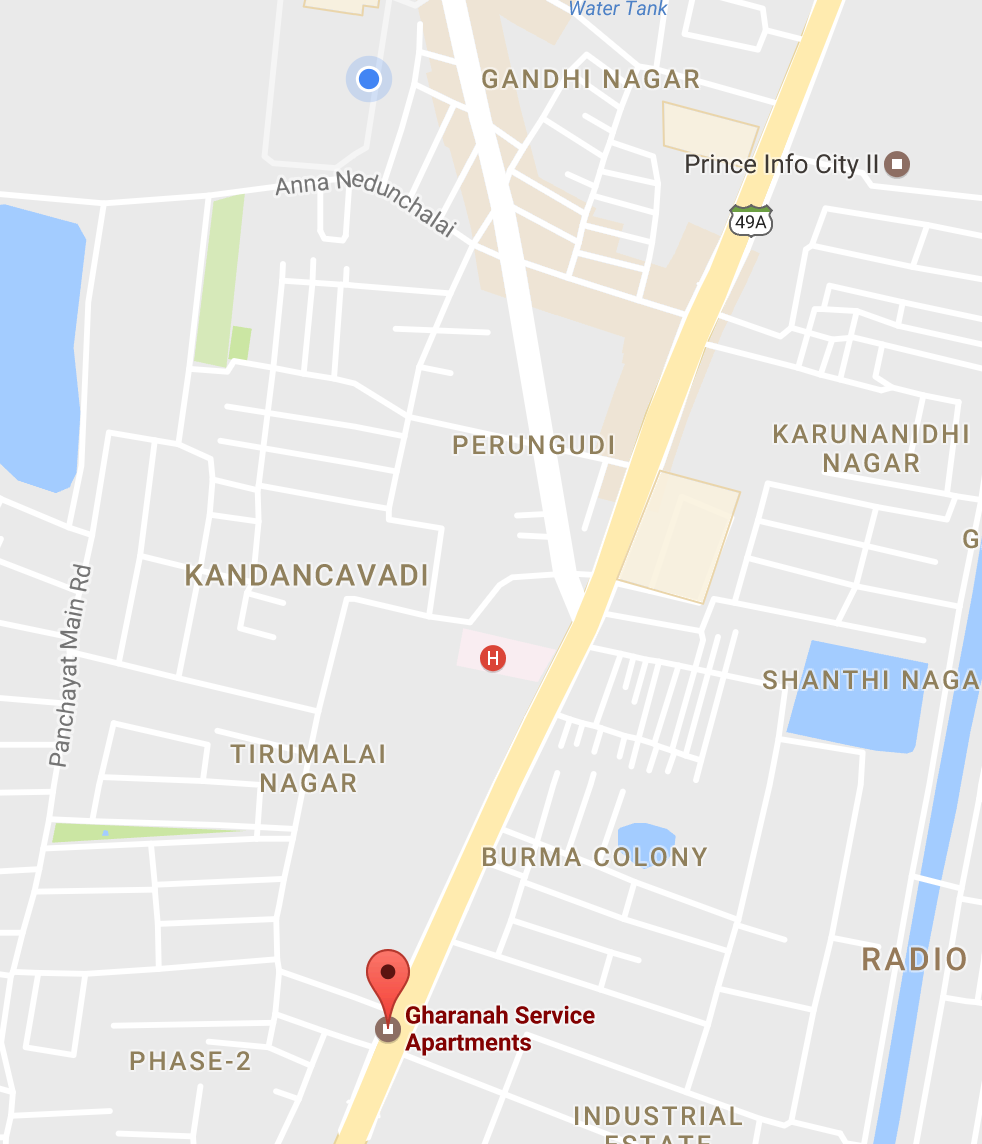 Water Tank
GANDHI NAGAR
Prince Info City II
Anna Nedunchalai
49A
PERUNGUDI
KARUNANIDHI
NAGAR
G
KANDANCAVADI
Panchayat Main Rd
H
SHANTHI NAGA
TIRUMALAI
NAGAR
BURMA COLONY
RADIO
Gharanah Service
Apartments
PHASE-2
INDUSTRIAL
ESTATE